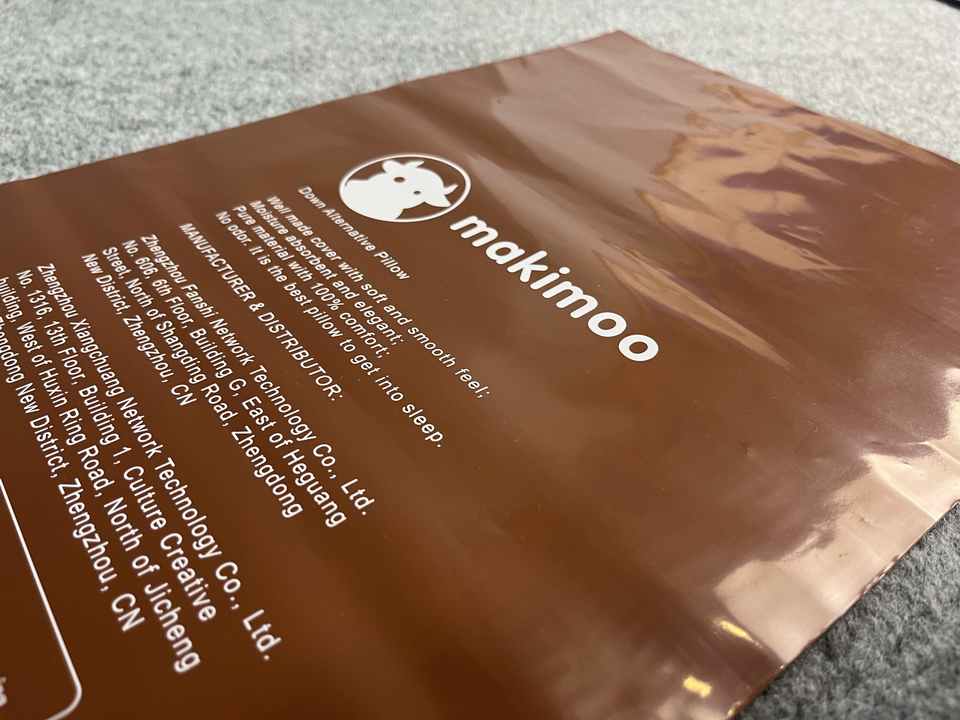 makimoo
Down Alternative Pillow
Well made cover with soft and smooth feel;
Moisture absorbent and elegant;
Pure material with 100% comfort;
No odor. It is the best pillow to get into sleep.
MANUFACTURER & DISTRIBUTOR:
Zhengzhou Fanshi Network Technology Co., Ltd.
No. 606, 6th Floor, Building G, East of Heguang
Street, North of Shangding Road, Zhengdong
New District, Zhengzhou, CN
Zhengzhou Xiangchuang Network Technology Co., Ltd.
No. 1316, 13th Floor, Building 1, Culture Creative
building, West of Huxin Ring Road, North of Jicheng
Zhengdong New District, Zhengzhou, CN